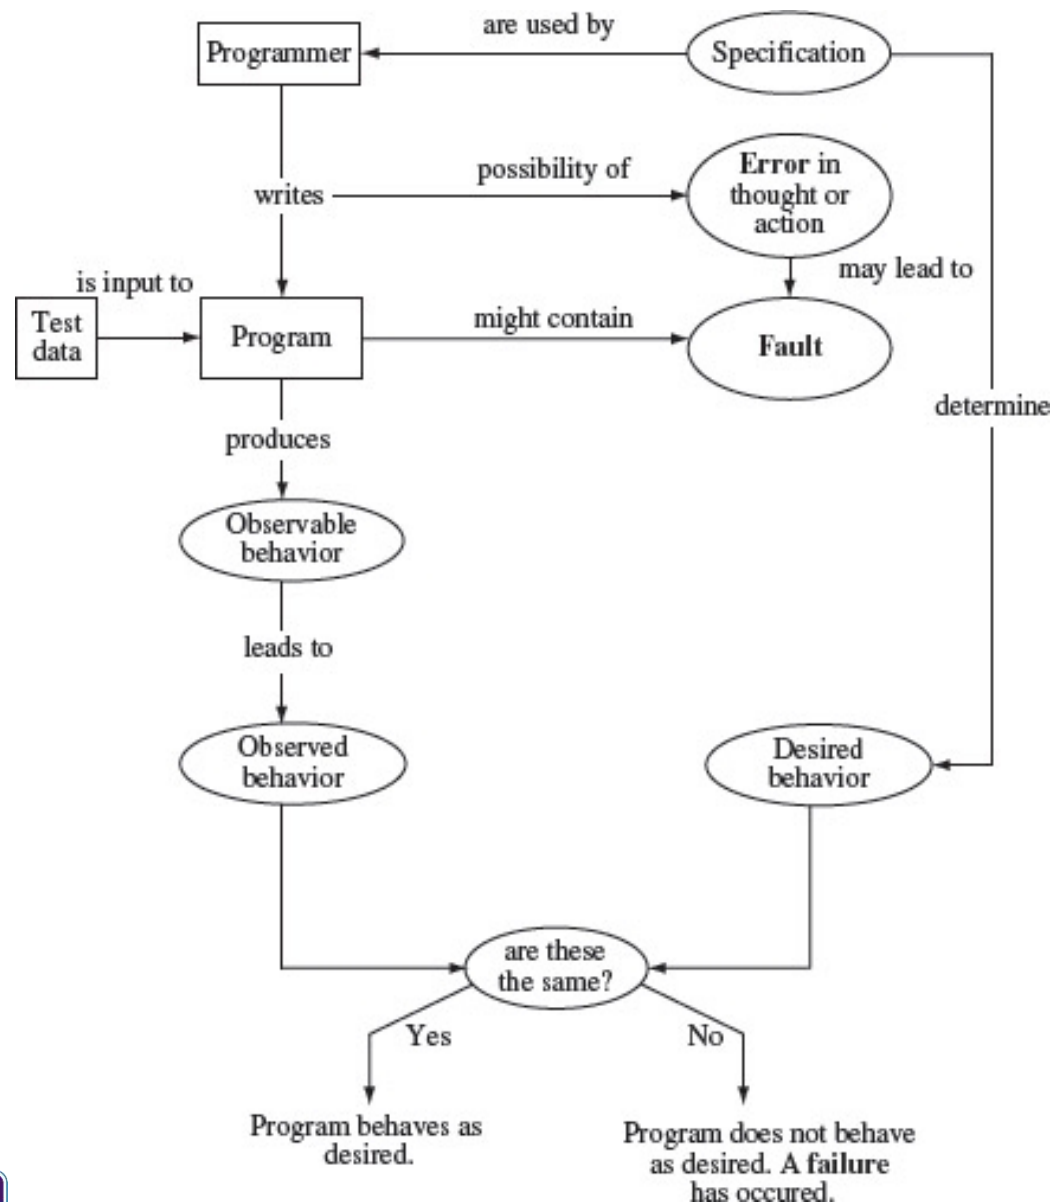 are used by
Programmer
Specification
possibility of
Error in
thought or
action
writes
may lead to
is input to
Test
data
Program
might contain
Fault
determine
produces
Observable
behavior
leads to
Observed
behavior
Desired
behavior
are these
the same?
Yes
No
Program behaves as
desired.
Program does not behave
as desired. A failure
has occured.